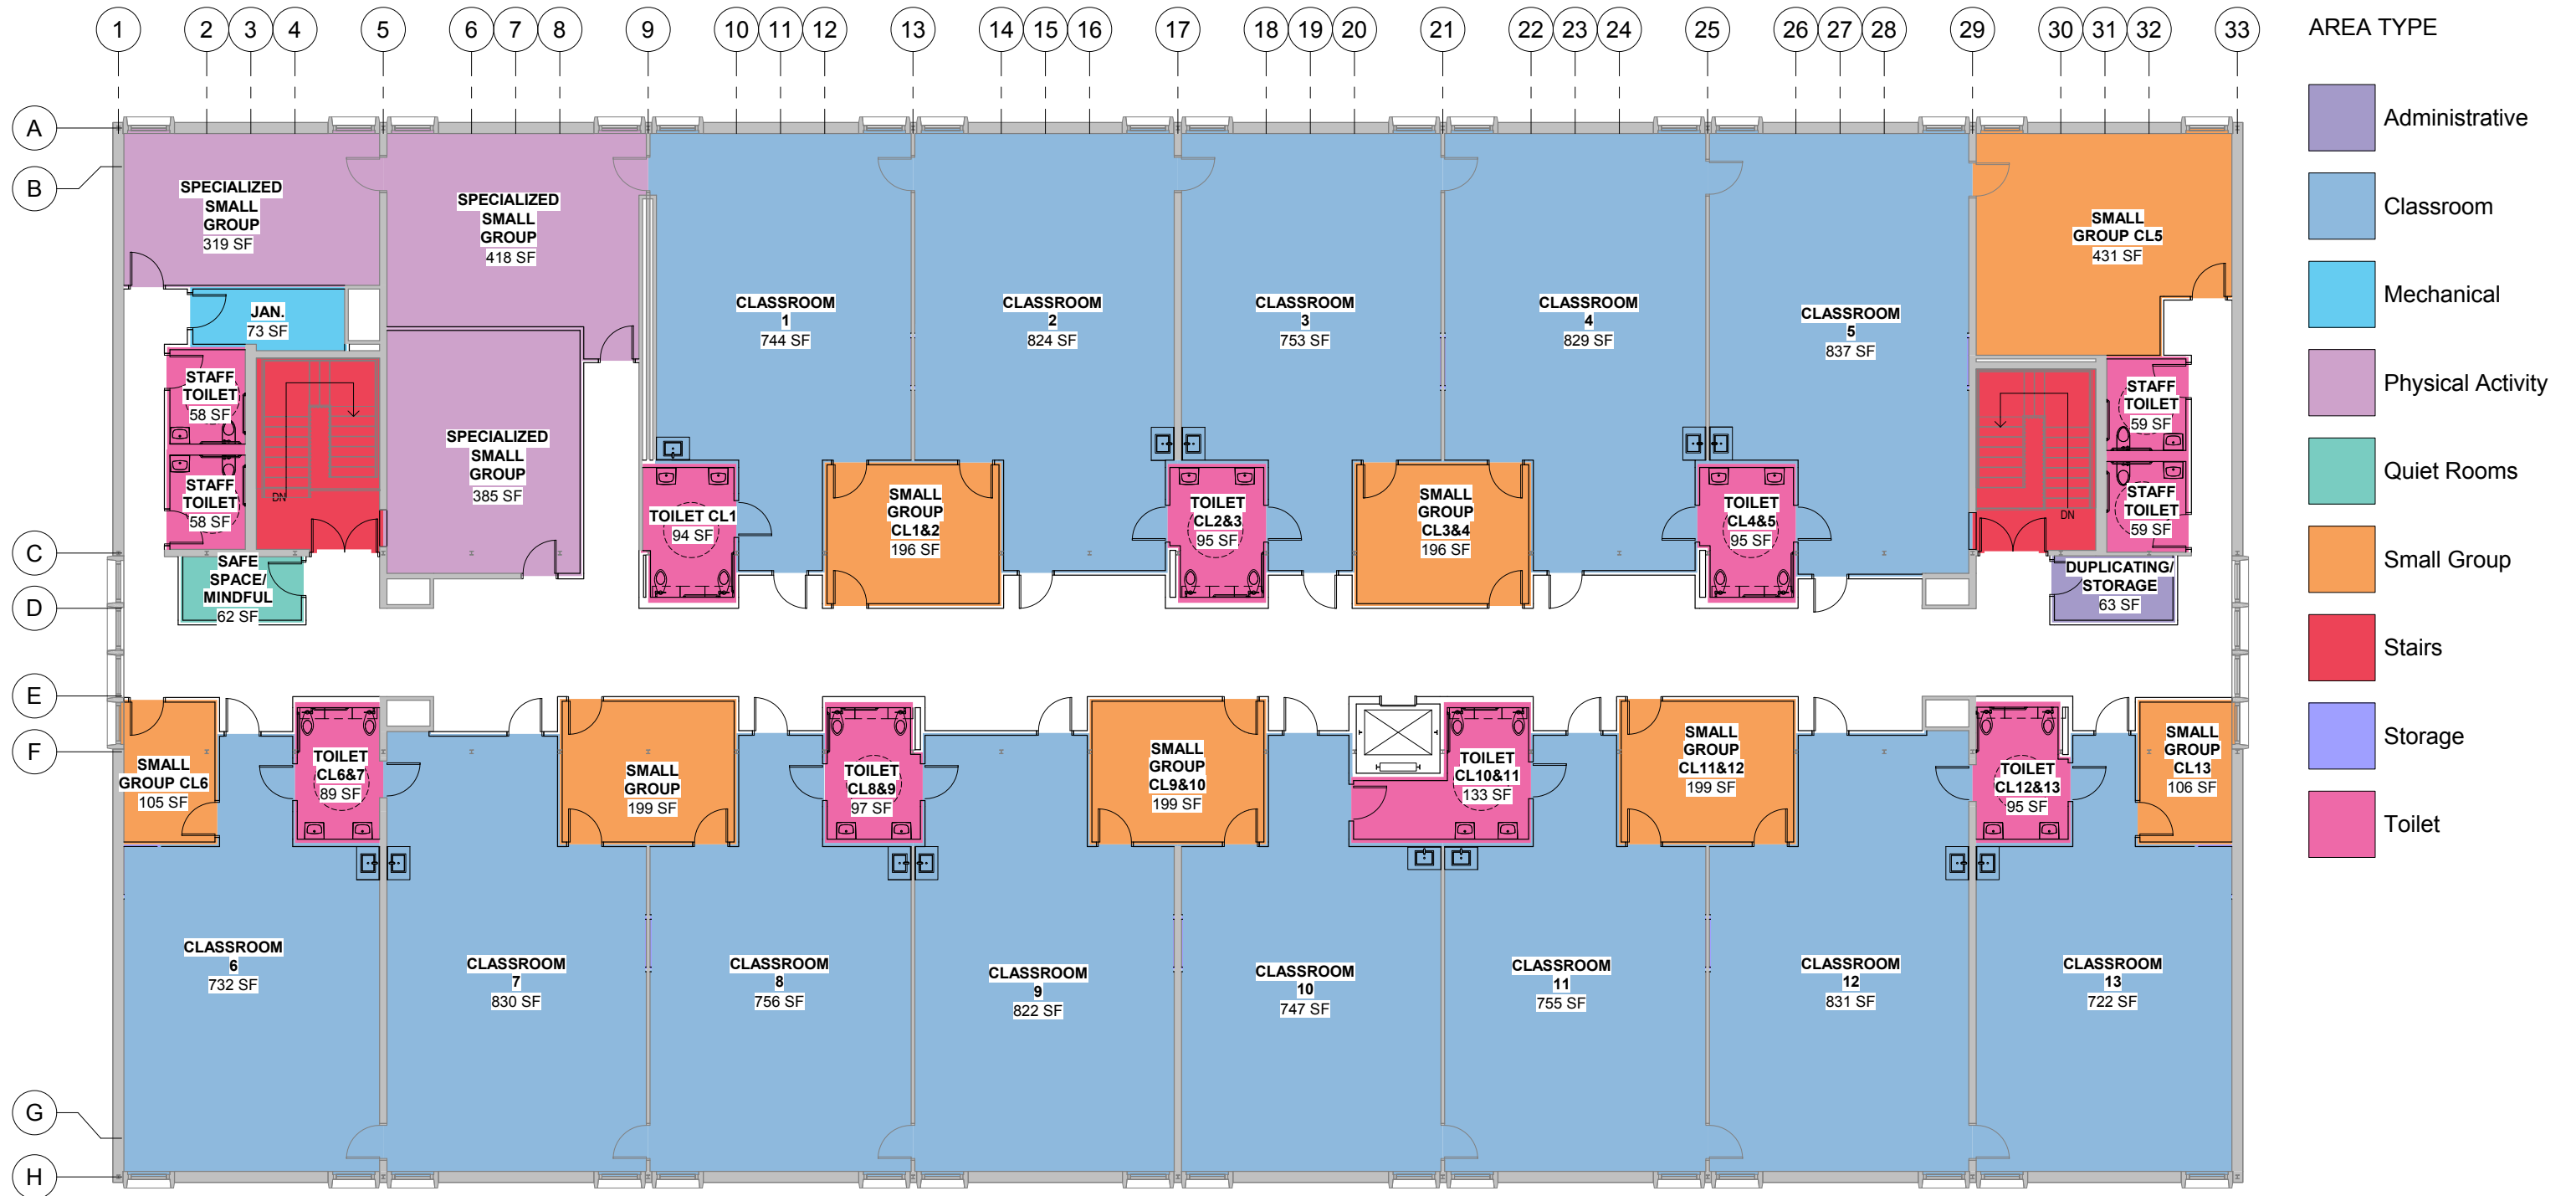 1 2 3 4 5 6 7 8 9 10 11 12 13 14 15 16 17 18 19 20 21 22 23 24 25 26 27 28 29 30 31 32 33
AREA TYPE
A
B
C
D
E
F
G
H
Administrative
Classroom
Mechanical
Physical Activity
Quiet Rooms
Small Group
Stairs
Storage
Toilet
SPECIALIZED
SMALL
GROUP
319 SF
SPECIALIZED
SMALL
GROUP
418 SF
CLASSROOM
1
744 SF
CLASSROOM
2
824 SF
CLASSROOM
3
753 SF
CLASSROOM
4
829 SF
CLASSROOM
5
837 SF
SMALL
GROUP CL5
431 SF
JAN.
73 SF
STAFF
TOILET
58 SF
STAFF
TOILET
58 SF
DN
SPECIALIZED
SMALL
GROUP
385 SF
TOILET CL1
94 SF
SMALL
GROUP
CL1&2
196 SF
TOILET
CL2&3
95 SF
SMALL
GROUP
CL3&4
196 SF
TOILET
CL4&5
95 SF
DN
STAFF
TOILET
59 SF
STAFF
TOILET
59 SF
SAFE
SPACE/
MINDFUL
62 SF
DUPLICATING/
STORAGE
63 SF
SMALL
GROUP CL6
105 SF
TOILET
CL6&7
89 SF
SMALL
GROUP
199 SF
TOILET
CL8&9
97 SF
SMALL
GROUP
CL9&10
199 SF
TOILET
CL10&11
133 SF
SMALL
GROUP
CL11&12
199 SF
TOILET
CL12&13
95 SF
SMALL
GROUP
CL13
106 SF
CLASSROOM
6
732 SF
CLASSROOM
7
830 SF
CLASSROOM
8
756 SF
CLASSROOM
9
822 SF
CLASSROOM
10
747 SF
CLASSROOM
11
755 SF
CLASSROOM
12
831 SF
CLASSROOM
13
722 SF